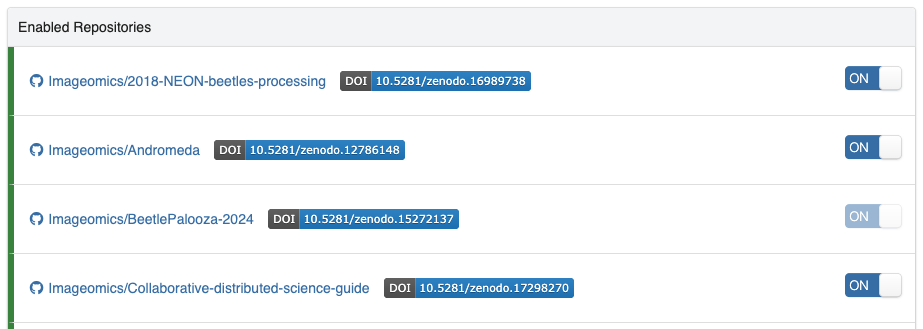 Enabled Repositories
Imageomics/2018-NEON-beetles-processing DOI 10.5281/zenodo.16989738 ON
Imageomics/Andromeda DOI 10.5281/zenodo.12786148 ON
Imageomics/BeetlePalooza-2024 DOI 10.5281/zenodo.15272137 ON
Imageomics/Collaborative-distributed-science-guide DOI 10.5281/zenodo.17298270 ON